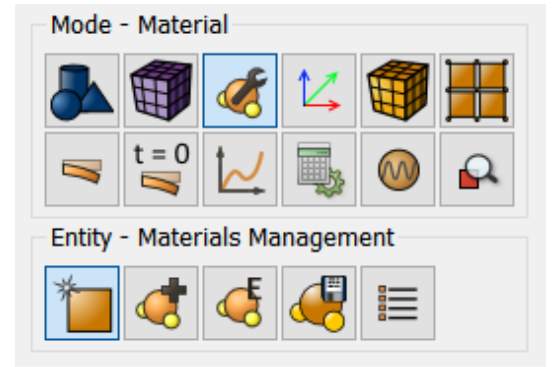 Mode - Material
t = 0
Entity - Materials Management
E